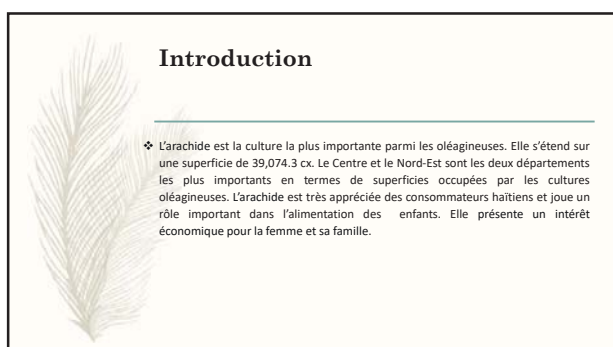 Introduction
❖ L’arachide est la culture la plus importante parmi les oléagineuses. Elle s’étend sur
une superficie de 39,074.3 cx. Le Centre et le Nord-Est sont les deux départements
les plus importants en termes de superficies occupées par les cultures
oléagineuses. L’arachide est très appréciée des consommateurs haïtiens et joue un
rôle important dans l’alimentation des enfants. Elle présente un intérêt
économique pour la femme et sa famille.